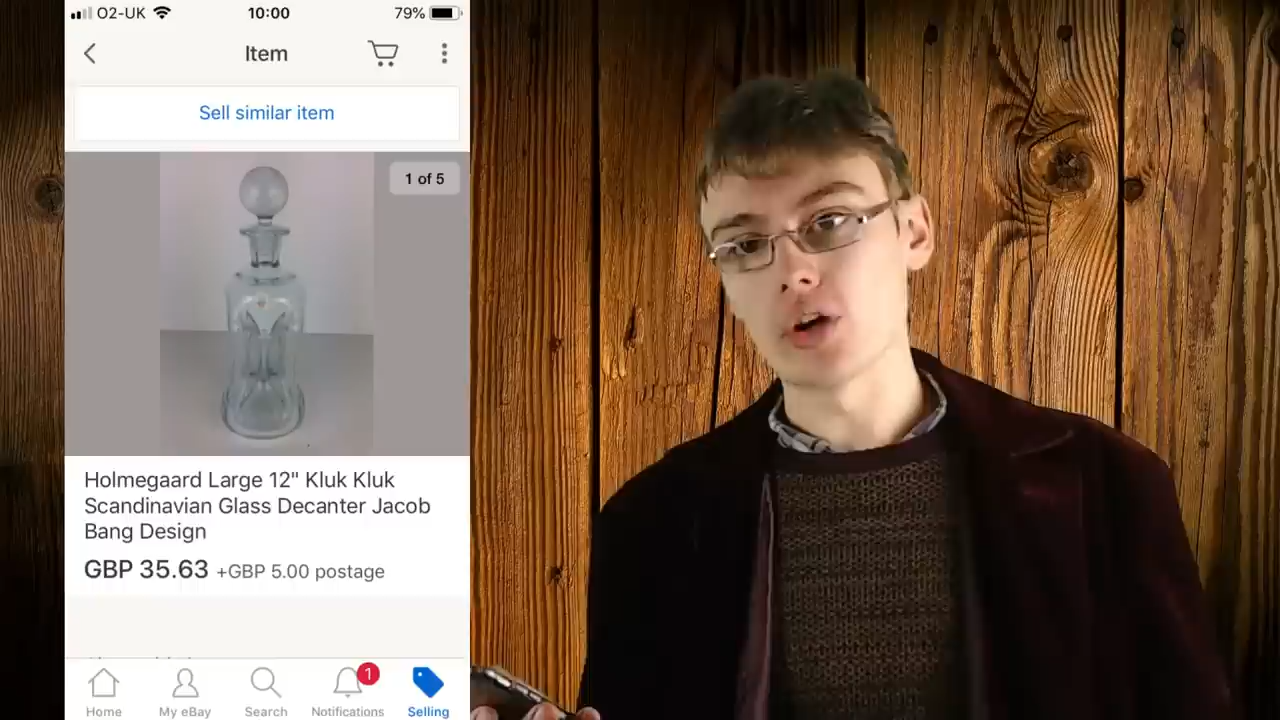 O2-UK 10:00 79%
Item
Sell similar item
1 of 5
Holmegaard Large 12" Kluk Kluk
Scandinavian Glass Decanter Jacob
Bang Design
GBP 35.63 +GBP 5.00 postage
1
Home My eBay Search Notifications Selling